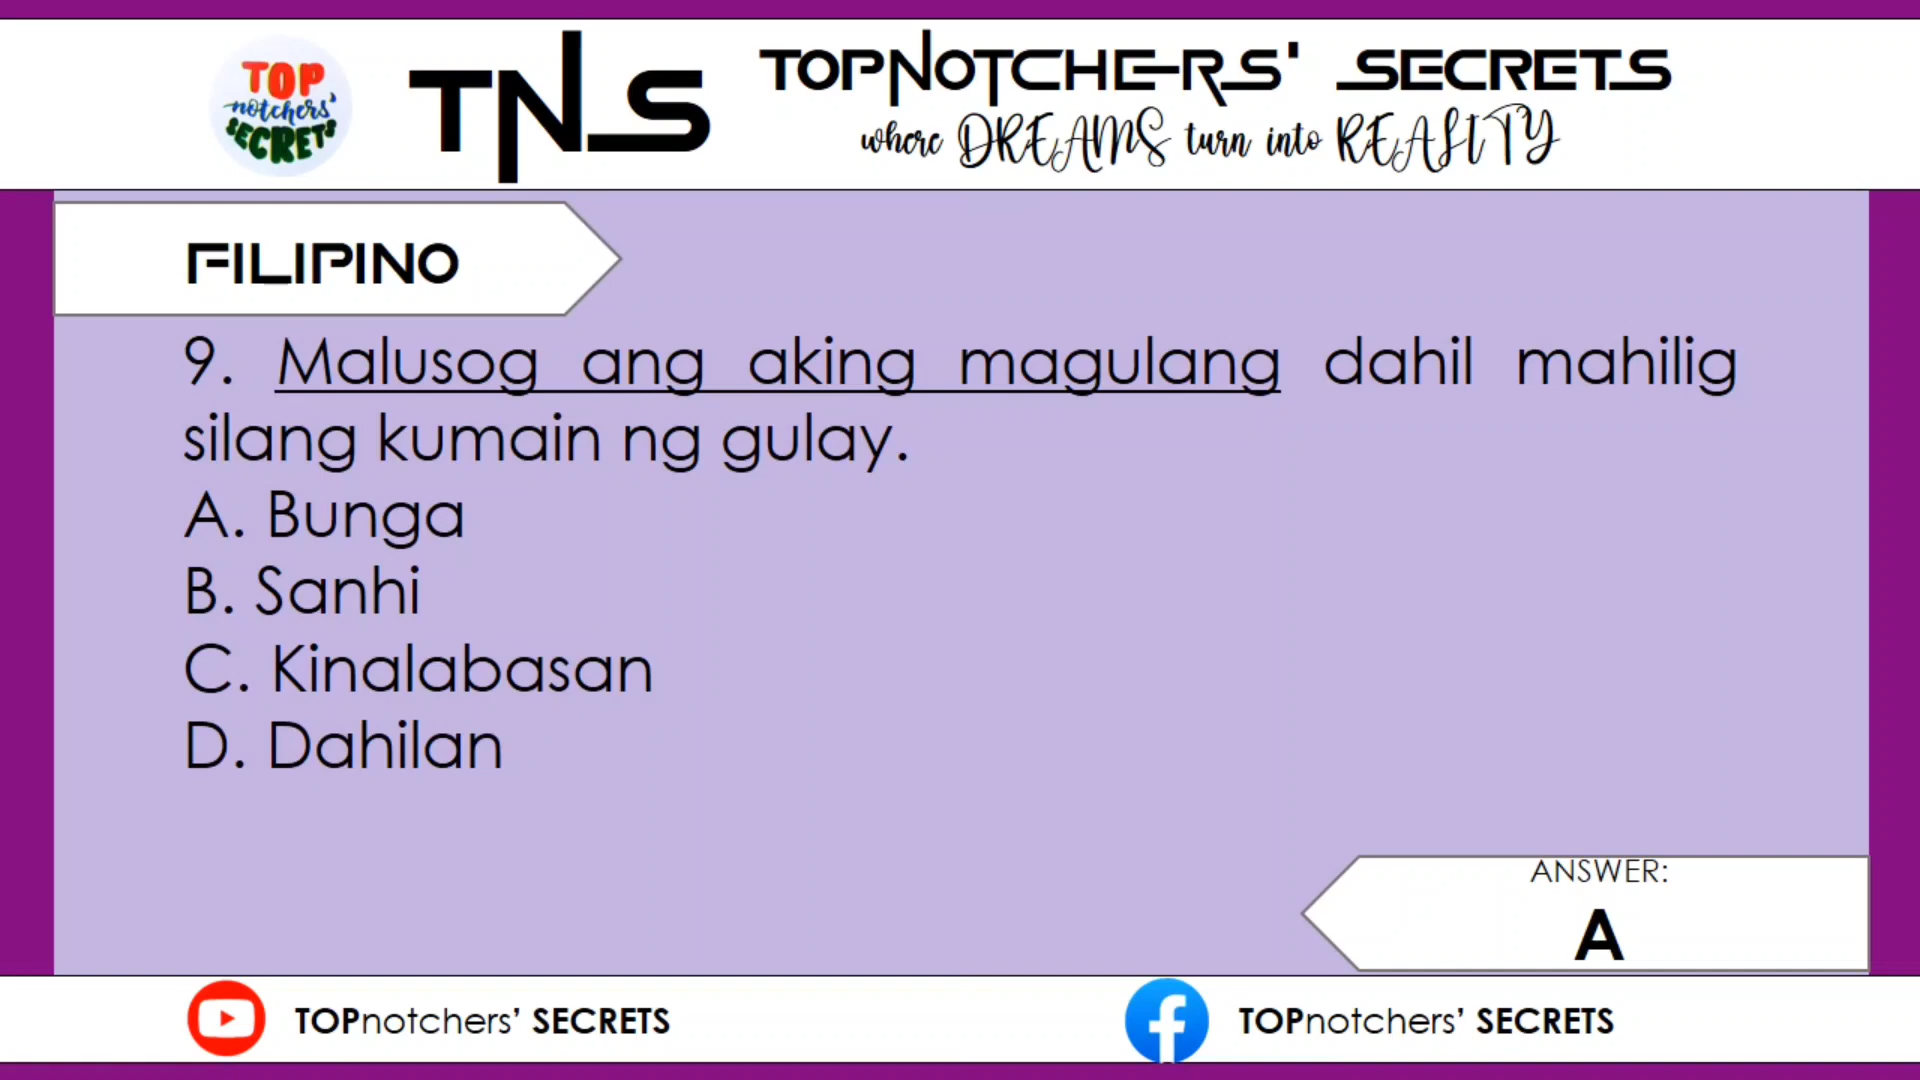 TOP
notchers'
SECRETS
TNS
TOPNOTCHERS' SECRETS
where DREAMS turn into REALITY
FILIPINO
9. Malusog ang aking magulang dahil mahilig
silang kumain ng gulay.
A. Bunga
B. Sanhi
C. Kinalabasan
D. Dahilan
ANSWER:
A
TOPnotchers’ SECRETS
TOPnotchers’ SECRETS